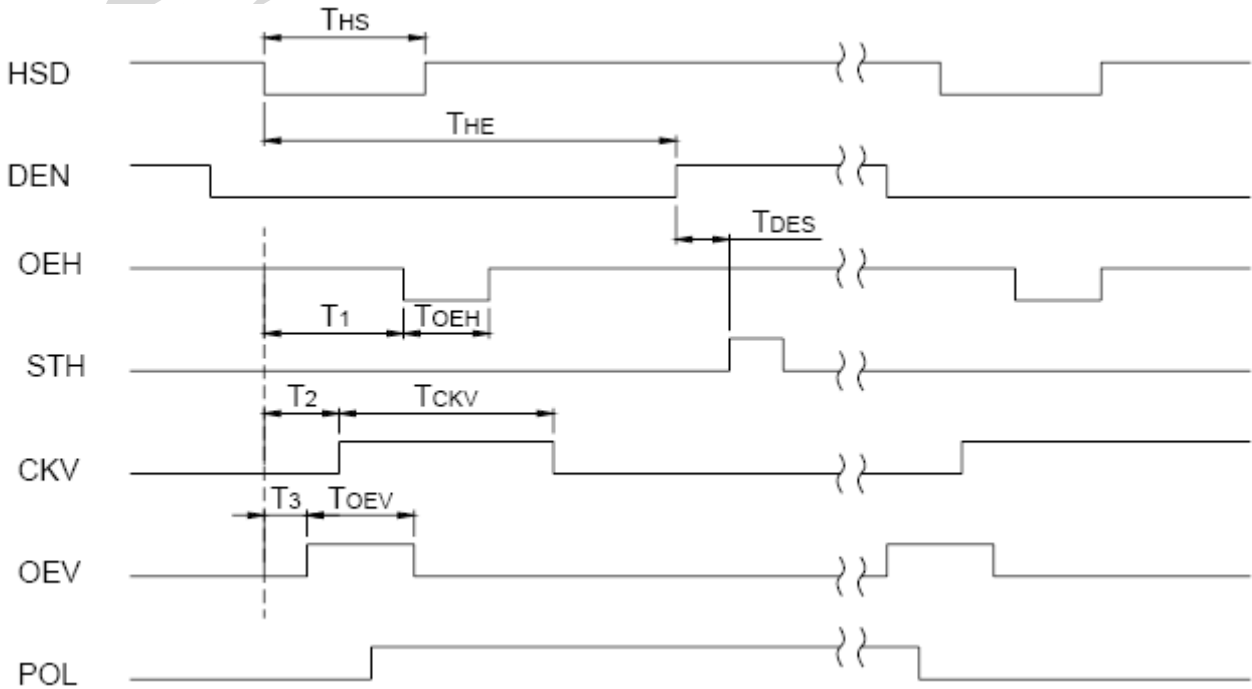 THS
HSD
THE
DEN
TDES
OEH
T1 TOEH
STH
T2 TCKV
CKV
T3 TOEV
OEV
POL